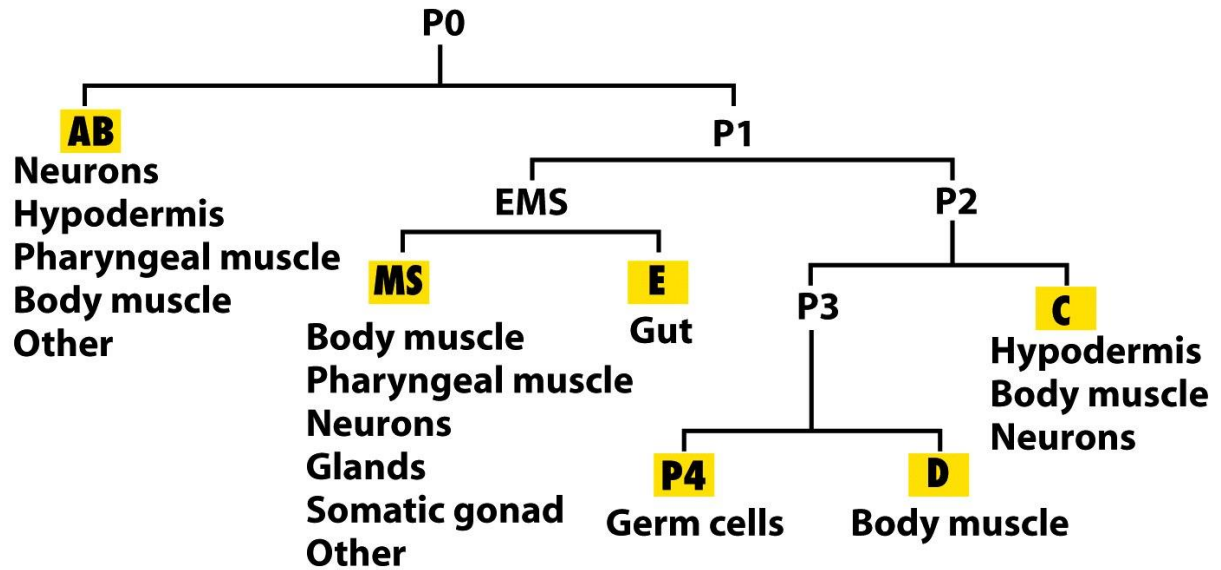 P0
AB
Neurons
Hypodermis
Pharyngeal muscle
Body muscle
Other
P1
EMS
MS
Body muscle
Pharyngeal muscle
Neurons
Glands
Somatic gonad
Other
E
Gut
P2
P3
P4
Germ cells
D
Body muscle
C
Hypodermis
Body muscle
Neurons